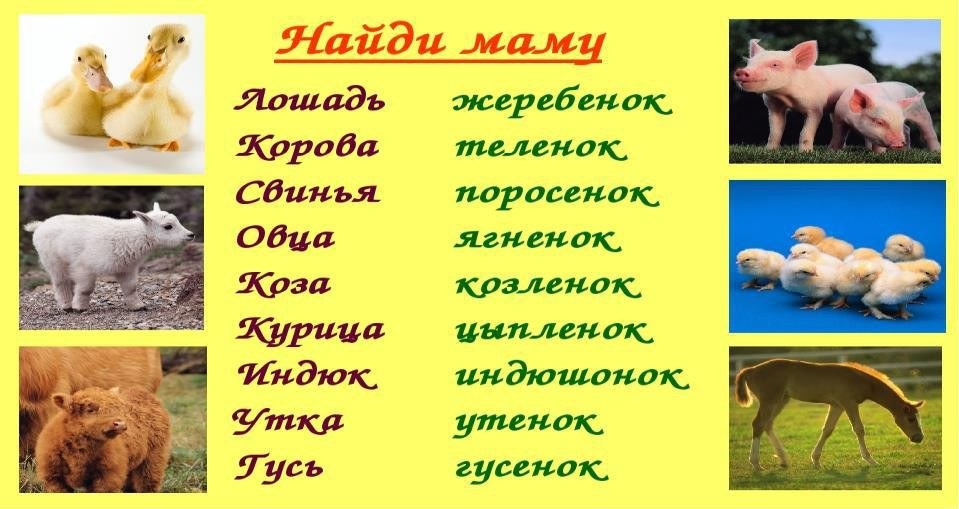 Найди маму
Лошадь жеребенок
Корова теленок
Свинья поросенок
Овца ягненок
Коза козленок
Курица цыпленок
Индюк индюшонок
Утка утенок
Гусь гусенок